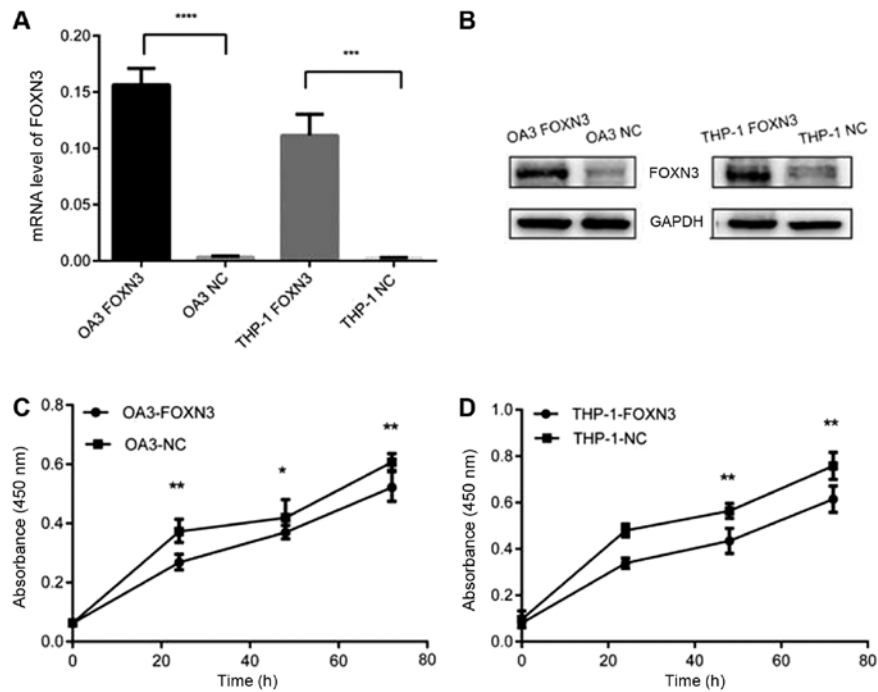 A
mRNA level of FOXN3
0.20
0.15
0.10
0.05
0.00
****
***
OA3 FOXN3
OA3 NC
THP-1 FOXN3
THP-1 NC
B
OA3 FOXN3
OA3 NC
THP-1 FOXN3
THP-1 NC
FOXN3
GAPDH
C
OA3-FOXN3
OA3-NC
Absorbance (450 nm)
0.8
0.6
0.4
0.2
0.0
**
*
**
0
20
40
60
80
Time (h)
D
THP-1-FOXN3
THP-1-NC
Absorbance (450 nm)
1.0
0.8
0.6
0.4
0.2
0.0
**
**
0
20
40
60
80
Time (h)